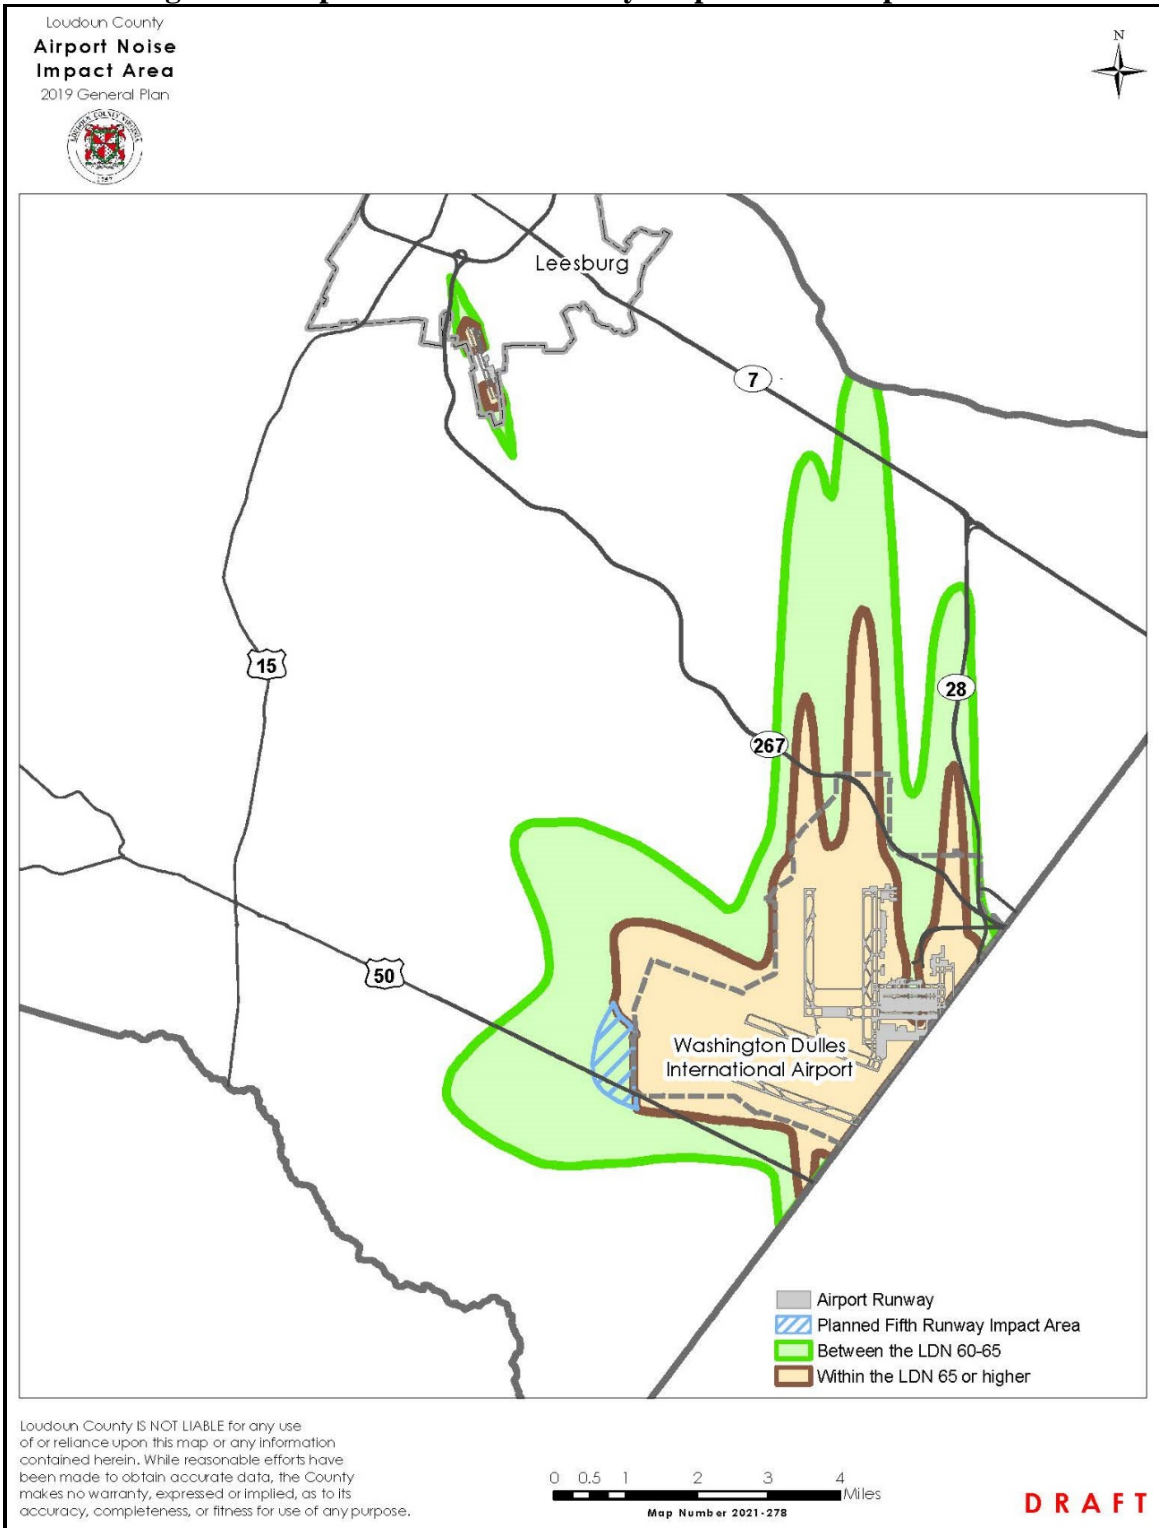 Loudoun County
Airport Noise
Impact Area
2019 General Plan
LOUDOUN COUNTY VIRGINIA
1757
N
Leesburg
7
15
28
267
50
Washington Dulles
International Airport
Airport Runway
Planned Fifth Runway Impact Area
Between the LDN 60-65
Within the LDN 65 or higher
Loudoun County IS NOT LIABLE for any use
of or reliance upon this map or any information
contained herein. While reasonable efforts have
been made to obtain accurate data, the County
makes no warranty, expressed or implied, as to its
accuracy, completeness, or fitness for use of any purpose.
0 0.5 1 2 3 4
Miles
Map Number 2021-278
DRAFT